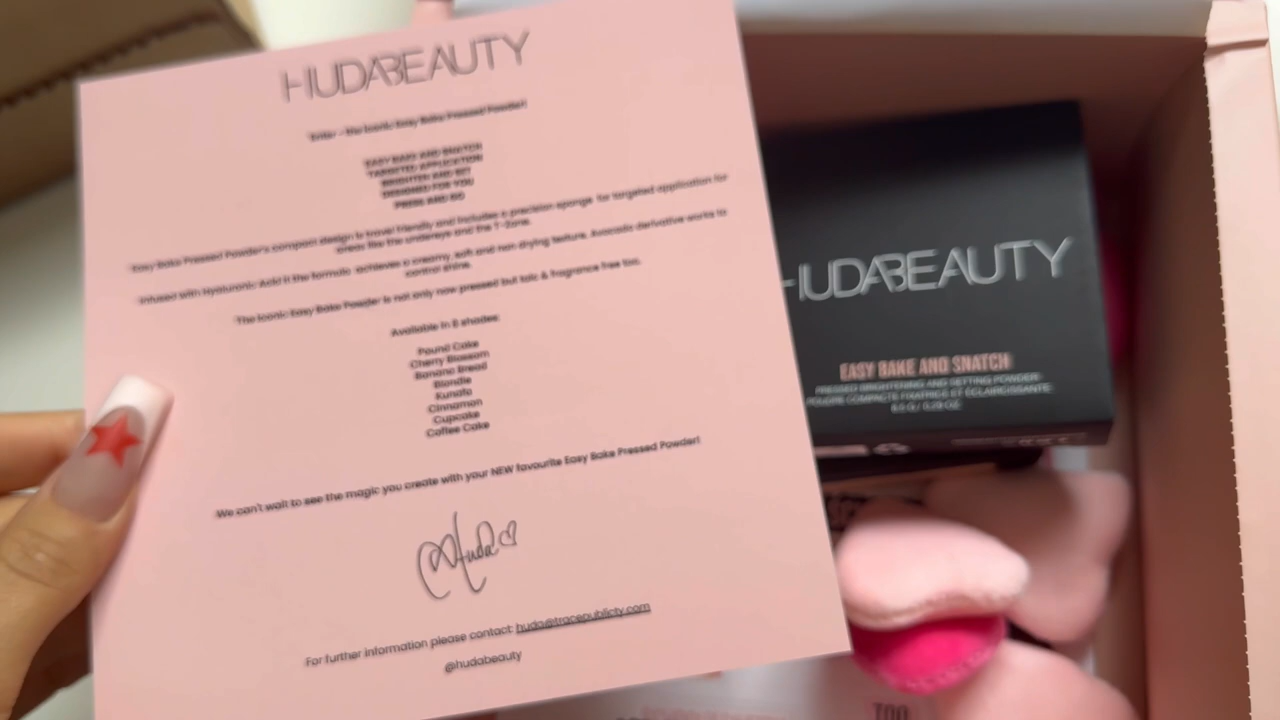 HUDABEAUTY
Enter - the iconic Easy Bake Pressed Powder!
EASY BAKE AND SNATCH
TARGETED APPLICATION
BRIGHTEN AND SET
DESIGNED FOR YOU
PRESS AND GO
Easy Bake Pressed Powder's compact design is travel friendly and includes a precision sponge for targeted application for
areas like the undereye and the T-Zone.
Infused with Hyaluronic Acid it the formula achieves a creamy, soft and non drying texture. Avocado derivative works to
control shine.
The iconic Easy Bake Powder is not only now pressed but talc & fragrance free too.
Available in 8 shades:
Pound Cake
Cherry Blossom
Banana Bread
Blondie
Kunafa
Cinnamon
Cupcake
Coffee Cake
We can't wait to see the magic you create with your NEW favourite Easy Bake Pressed Powder!
Huda
For further information please contact: huda@tracepublicty.com
@hudabeauty
HUDABEAUTY
EASY BAKE AND SNATCH
PRESSED BRIGHTENING AND SETTING POWDER
POUDRE COMPACTE FIXATRICE ET ÉCLAIRCISSANTE
TOO